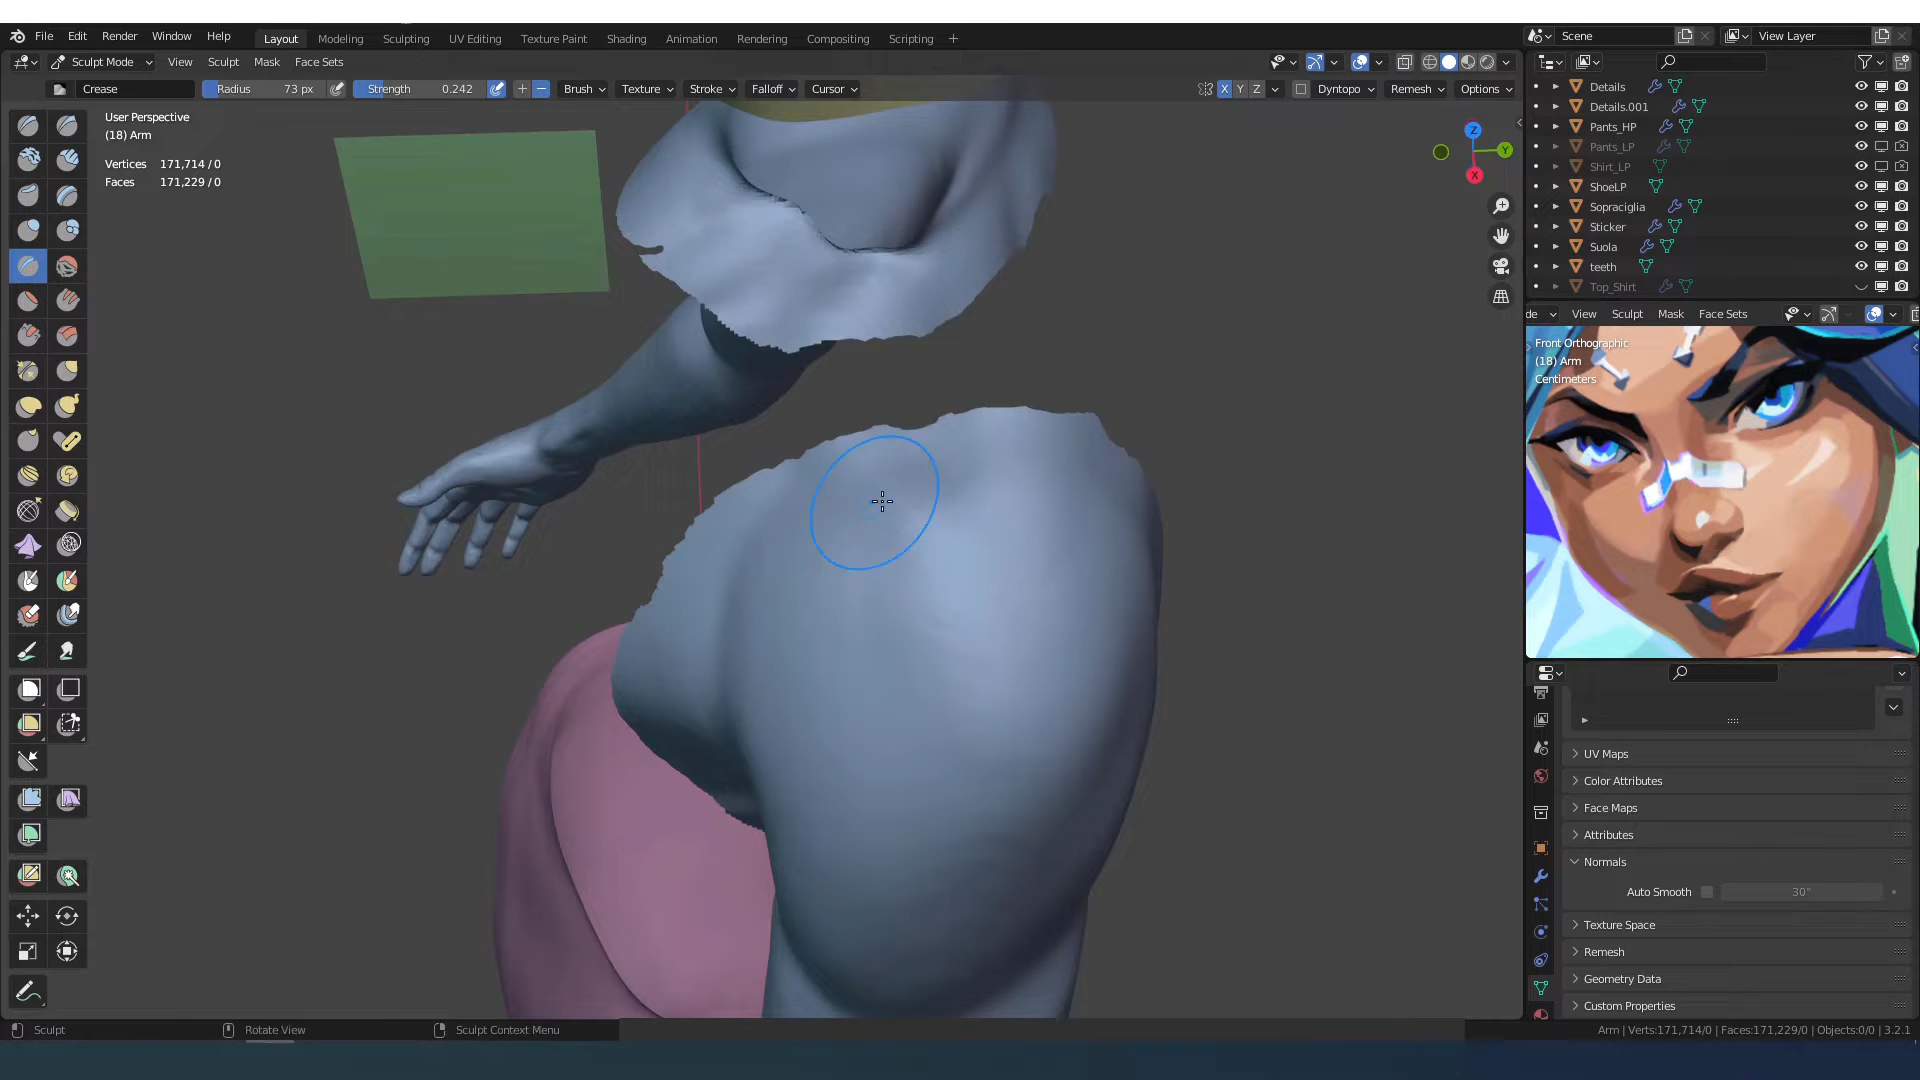 File Edit Render Window Help
Layout Modeling Sculpting UV Editing Texture Paint Shading Animation Rendering Compositing Scripting
Scene
View Layer
Sculpt Mode View Sculpt Mask Face Sets
Crease
Radius 73 px
Strength 0.242
Brush Texture Stroke Falloff Cursor
X Y Z
Dyntopo
Remesh
Options
User Perspective
(18) Arm
Vertices 171,714 / 0
Faces 171,229 / 0
Z
Y
X
Details
Details.001
Pants_HP
Pants_LP
Shirt_LP
ShoeLP
Sopraciglia
Sticker
Suola
teeth
Top_Shirt
de View Sculpt Mask Face Sets
Front Orthographic
(18) Arm
Centimeters
UV Maps
Color Attributes
Face Maps
Attributes
Normals
Auto Smooth 30°
Texture Space
Remesh
Geometry Data
Custom Properties
Sculpt
Rotate View
Sculpt Context Menu
Arm | Verts:171,714/0 | Faces:171,229/0 | Objects:0/0 | 3.2.1